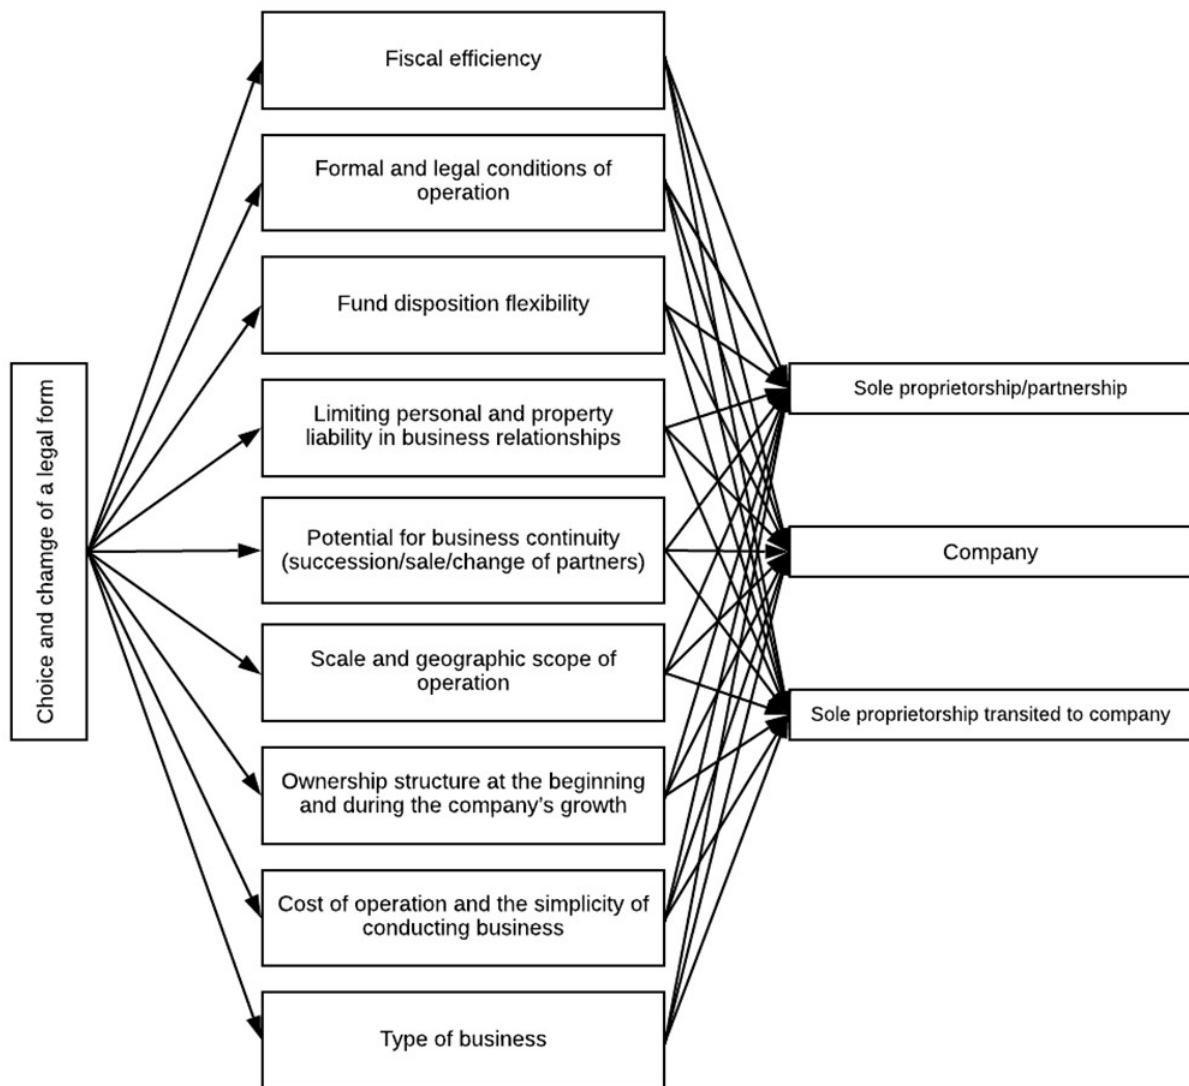 Fiscal efficiency
Formal and legal conditions of
operation
Fund disposition flexibility
Limiting personal and property
liability in business relationships
Potential for business continuity
(succession/sale/change of partners)
Scale and geographic scope of
operation
Ownership structure at the beginning
and during the company's growth
Cost of operation and the simplicity of
conducting business
Type of business
Choice and chamge of a legal form
Sole proprietorship/partnership
Company
Sole proprietorship transited to company